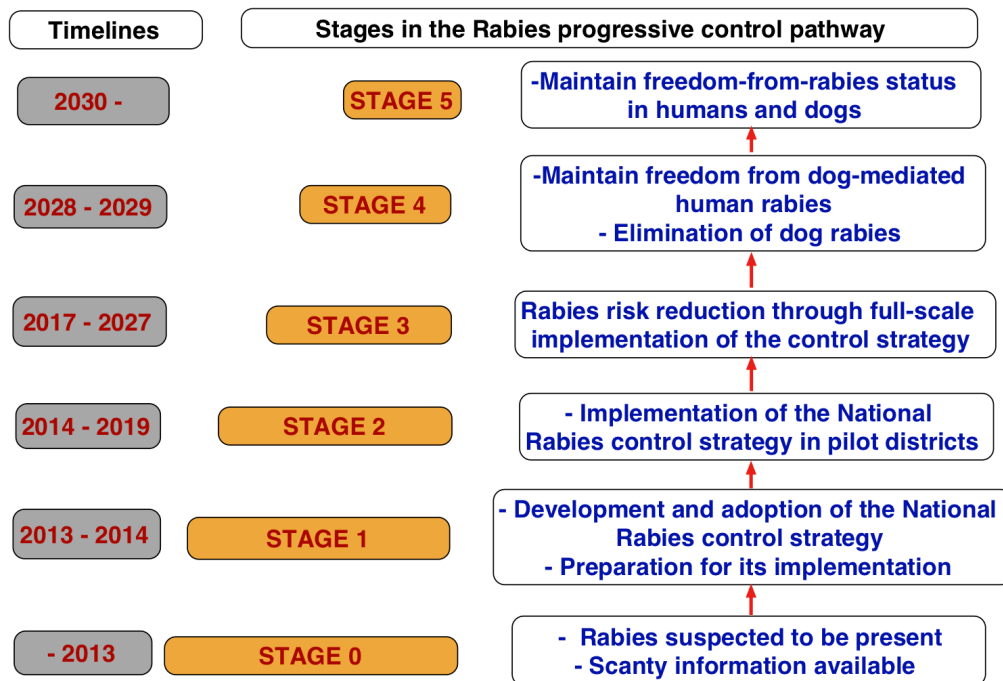 Timelines
Stages in the Rabies progressive control pathway
2030 -
STAGE 5
-Maintain freedom-from-rabies status
in humans and dogs
2028 - 2029
STAGE 4
-Maintain freedom from dog-mediated
human rabies
- Elimination of dog rabies
2017 - 2027
STAGE 3
Rabies risk reduction through full-scale
implementation of the control strategy
2014 - 2019
STAGE 2
- Implementation of the National
Rabies control strategy in pilot districts
2013 - 2014
STAGE 1
- Development and adoption of the National
Rabies control strategy
- Preparation for its implementation
- 2013
STAGE 0
- Rabies suspected to be present
- Scanty information available